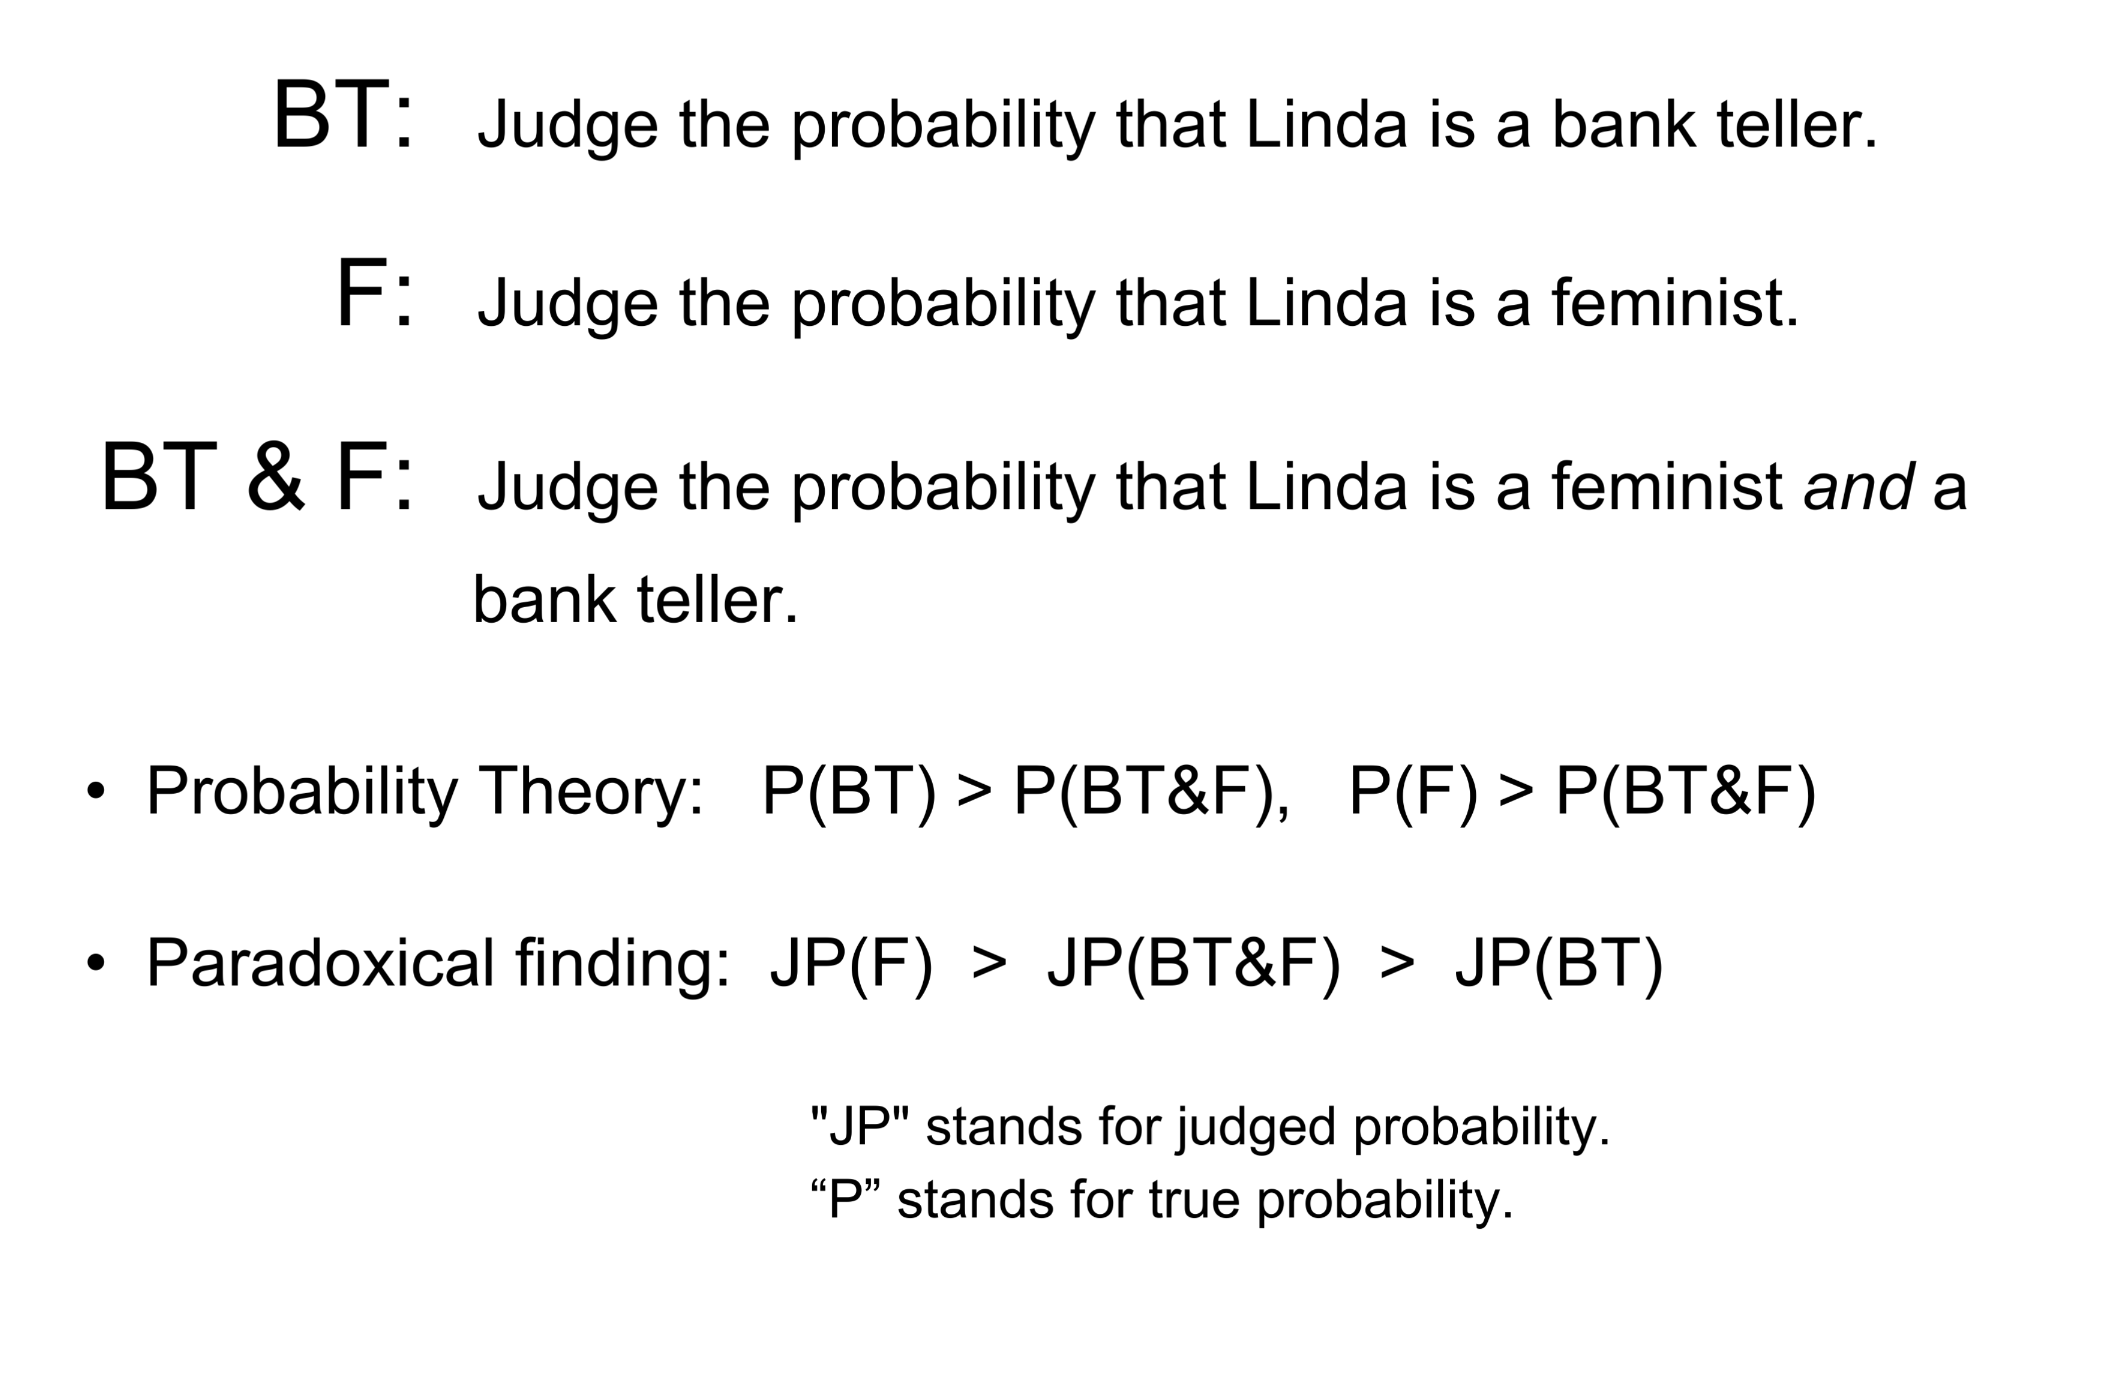 BT: Judge the probability that Linda is a bank teller.
F: Judge the probability that Linda is a feminist.
BT & F: Judge the probability that Linda is a feminist and a
bank teller.
• Probability Theory: P(BT) > P(BT&F), P(F) > P(BT&F)
• Paradoxical finding: JP(F) > JP(BT&F) > JP(BT)
"JP" stands for judged probability.
“P” stands for true probability.